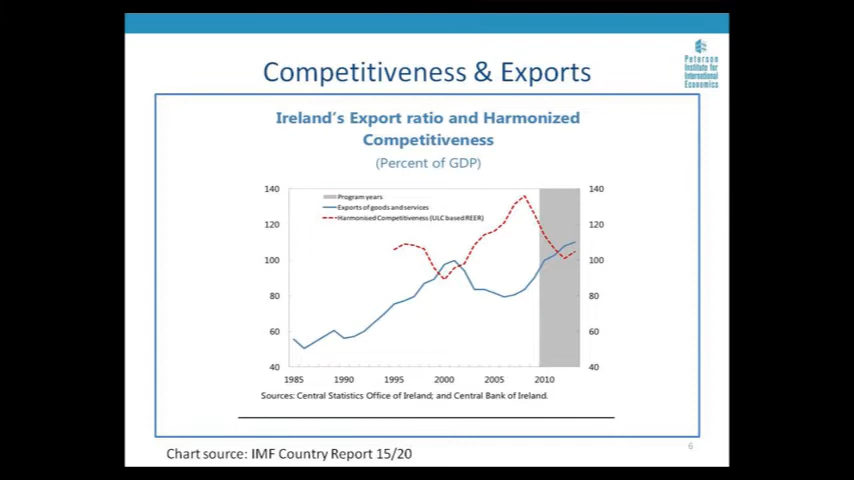 Competitiveness & Exports
Peterson
Institute for
International
Economics
Ireland's Export ratio and Harmonized
Competitiveness
(Percent of GDP)
140
120
100
80
60
40
Program years
Exports of goods and services
Harmonised Competitiveness (ULC based REER)
140
120
100
80
60
40
1985 1990 1995 2000 2005 2010
Sources: Central Statistics Office of Ireland; and Central Bank of Ireland.
6
Chart source: IMF Country Report 15/20